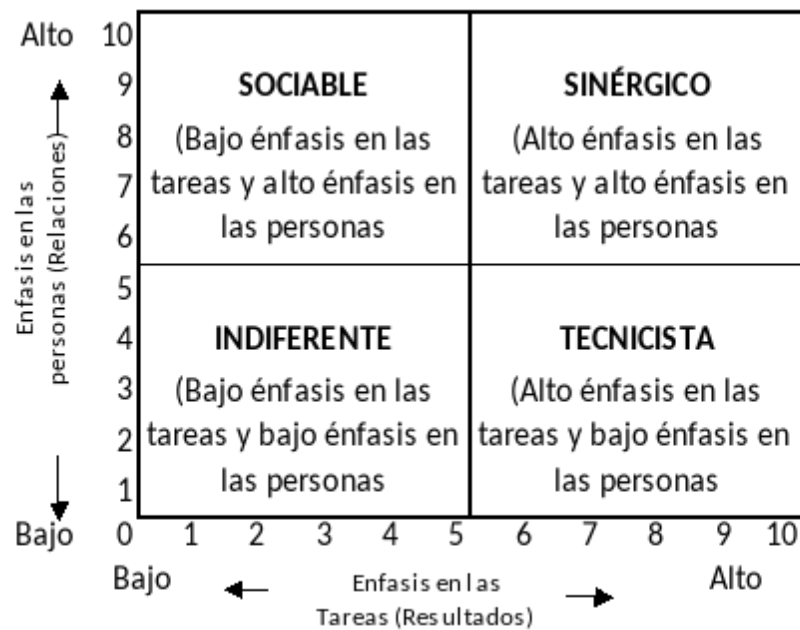 Alto
10
9
8
7
6
5
4
3
2
1
0
Bajo
Enfasis en las
personas (Relaciones)
SOCIABLE
(Bajo énfasis en las
tareas y alto énfasis en
las personas
SINÉRGICO
(Alto énfasis en las
tareas y alto énfasis en
las personas
INDIFERENTE
(Bajo énfasis en las
tareas y bajo énfasis en
las personas
TECNICISTA
(Alto énfasis en las
tareas y bajo énfasis en
las personas
1 2 3 4 5 6 7 8 9 10
Bajo
Enfasis en las
Tareas (Resultados)
Alto